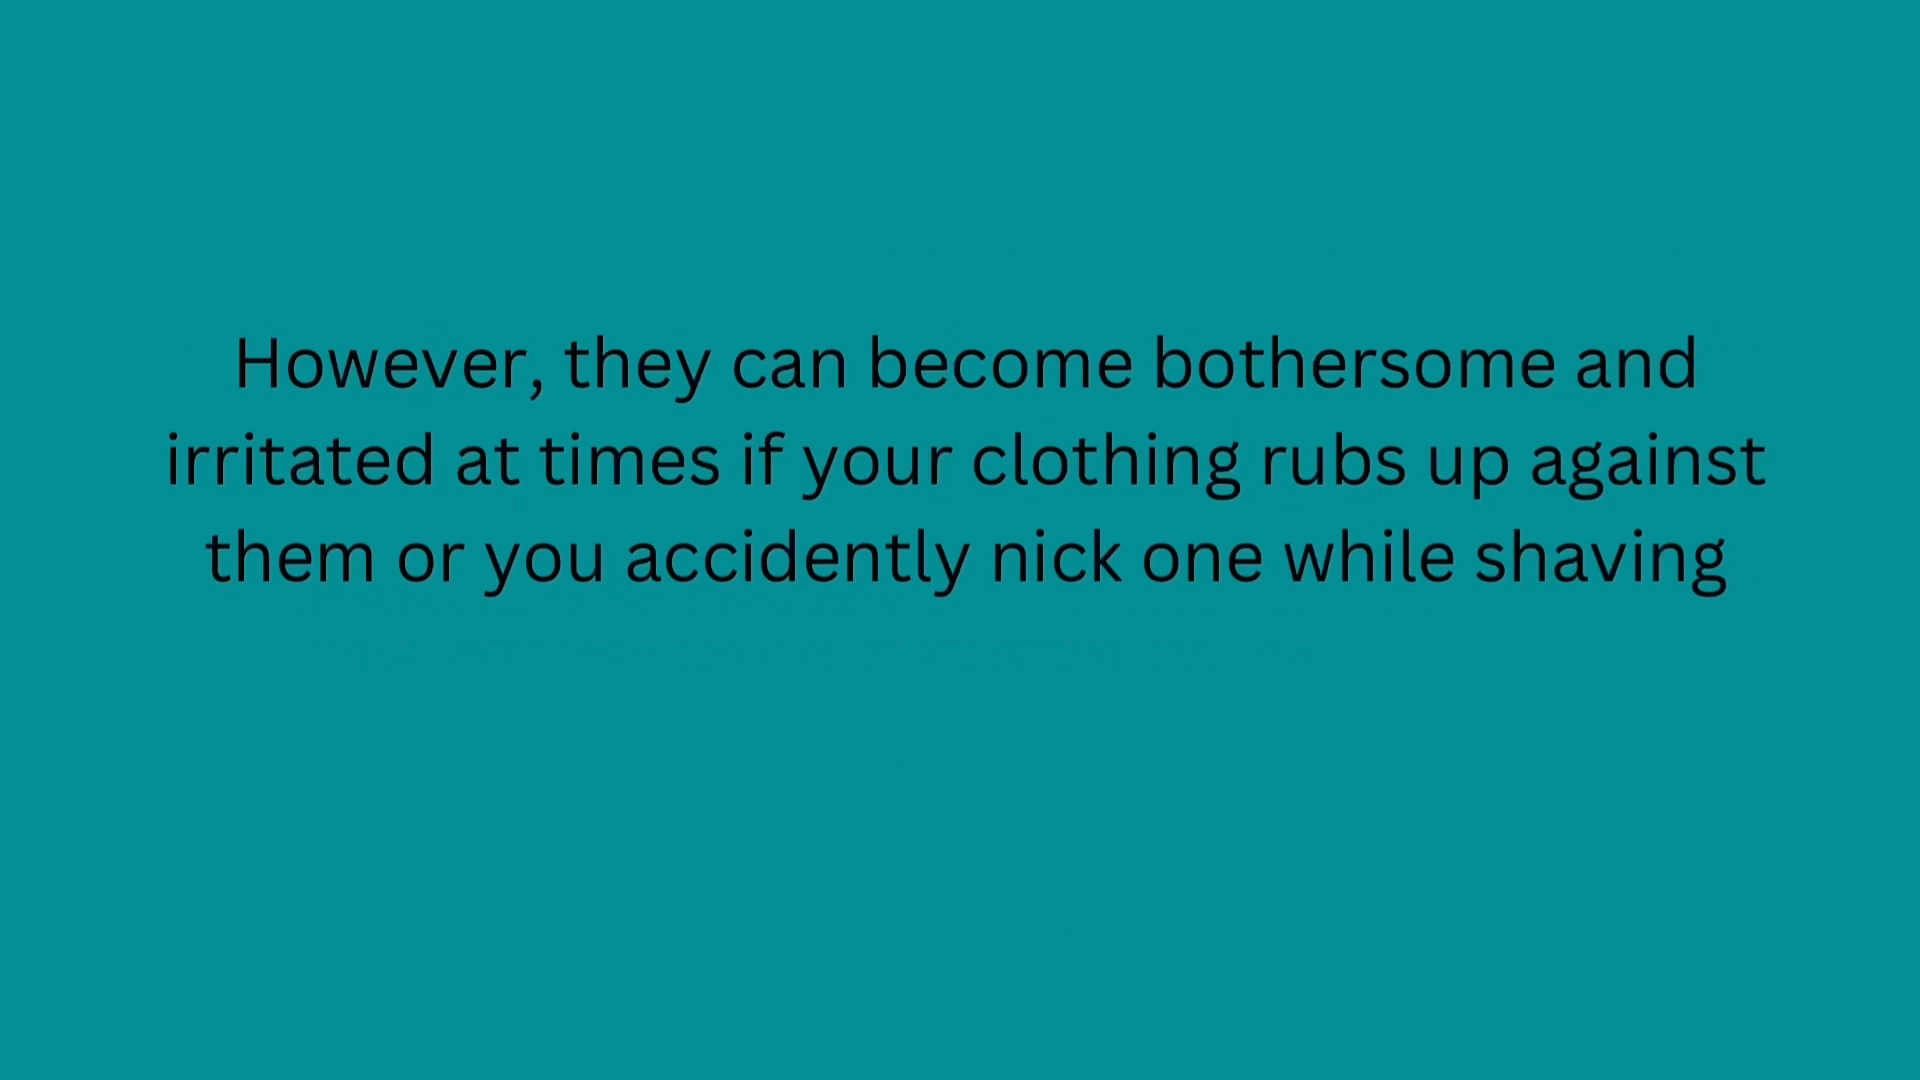 However, they can become bothersome and
irritated at times if your clothing rubs up against
them or you accidently nick one while shaving